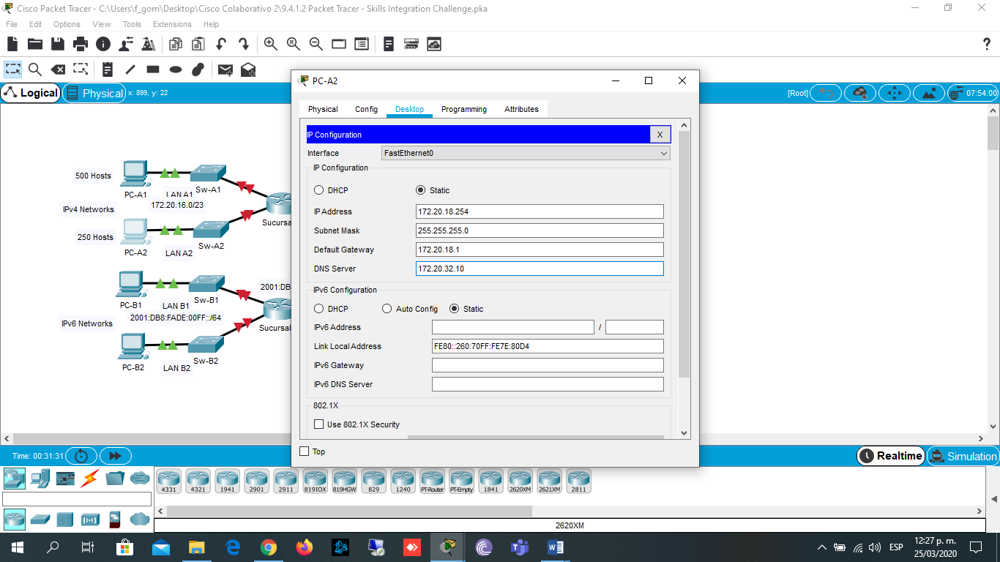 Cisco Packet Tracer - C:\Users\f_gom\Desktop\Cisco Colaborativo 2\9.4.1.2 Packet Tracer - Skills Integration Challenge.pka
File Edit Options View Tools Extensions Help
?
Logical Physical x: 899, y: 22 [Root] 07:54:00
PC-A2
Physical Config Desktop Programming Attributes
IP Configuration X
Interface FastEthernet0
IP Configuration
DHCP Static
IP Address 172.20.18.254
Subnet Mask 255.255.255.0
Default Gateway 172.20.18.1
DNS Server 172.20.32.10
IPv6 Configuration
DHCP Auto Config Static
IPv6 Address /
Link Local Address FE80::260:70FF:FE7E:80D4
IPv6 Gateway
IPv6 DNS Server
802.1X
Use 802.1X Security
Top
500 Hosts
PC-A1
LAN A1
Sw-A1
172.20.16.0/23
IPv4 Networks
Sucursa
250 Hosts
PC-A2
LAN A2
Sw-A2
2001:DB
PC-B1
LAN B1
Sw-B1
2001:DB8:FADE:00FF::/64
IPv6 Networks
Sucursal
PC-B2
LAN B2
Sw-B2
Time: 00:31:31 Realtime Simulation
4331 4321 1941 2901 2911 819IOX 819HGW 829 1240 PT-Router PT-Empty 1841 2620XM 2621XM 2811
2620XM
ESP
12:27 p. m.
25/03/2020